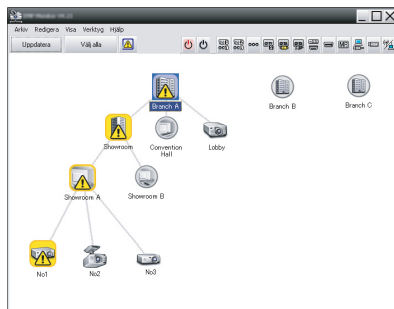 Arkiv Redigera Visa Verktyg Hjälp
Uppdatera Välj alla
Branch A
Branch B
Branch C
Showroom
Convention
Hall
Lobby
Showroom A
Showroom B
No1
No2
No3